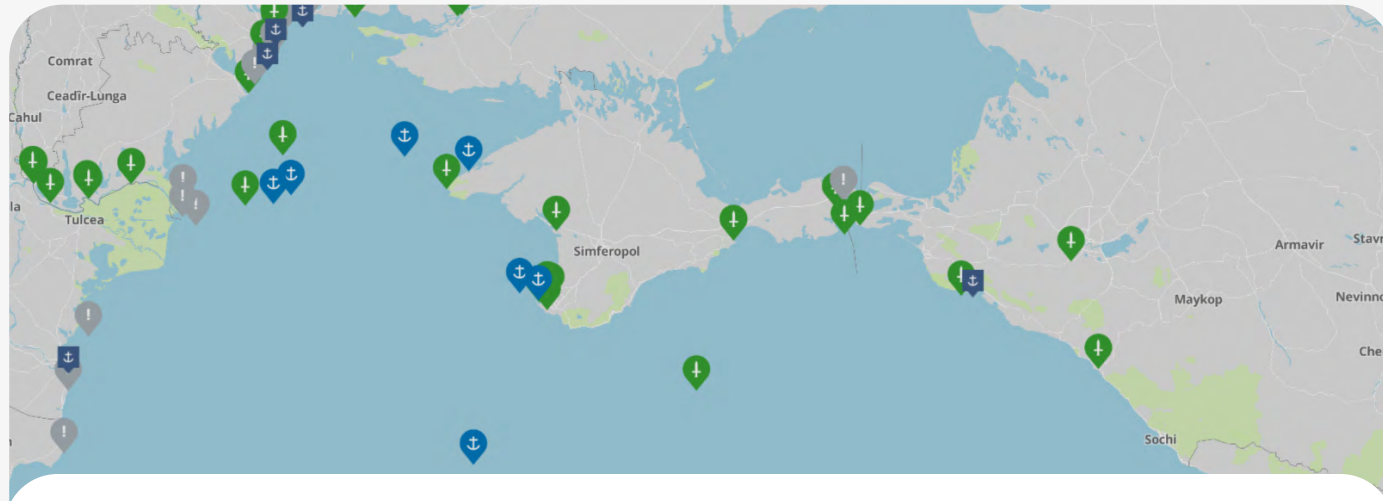 Comrat
Ceadîr-Lunga
Cahul
Tulcea
Simferopol
Armavir
Maykop
Sochi